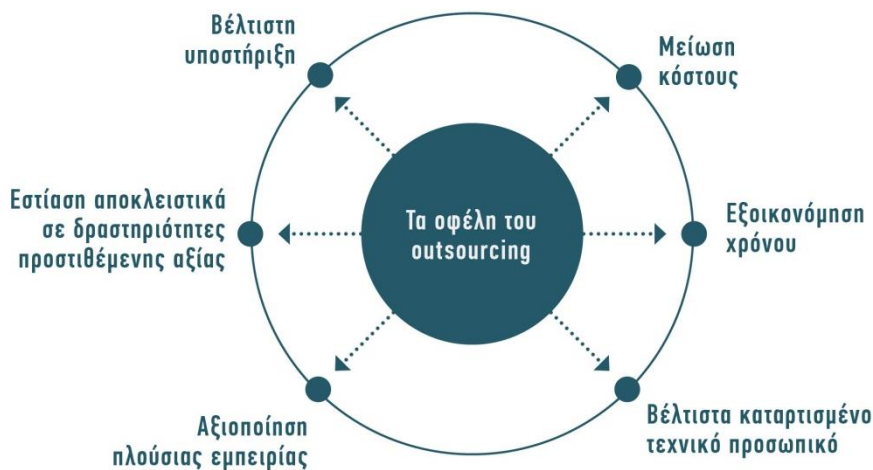 Βέλτιστη
υποστήριξη
Μείωση
κόστους
Εστίαση αποκλειστικά
σε δραστηριότητες
προστιθέμενης αξίας
Τα οφέλη του
outsourcing
Εξοικονόμηση
χρόνου
Αξιοποίηση
πλούσιας εμπειρίας
Βέλτιστα καταρτισμένο
τεχνικό προσωπικό